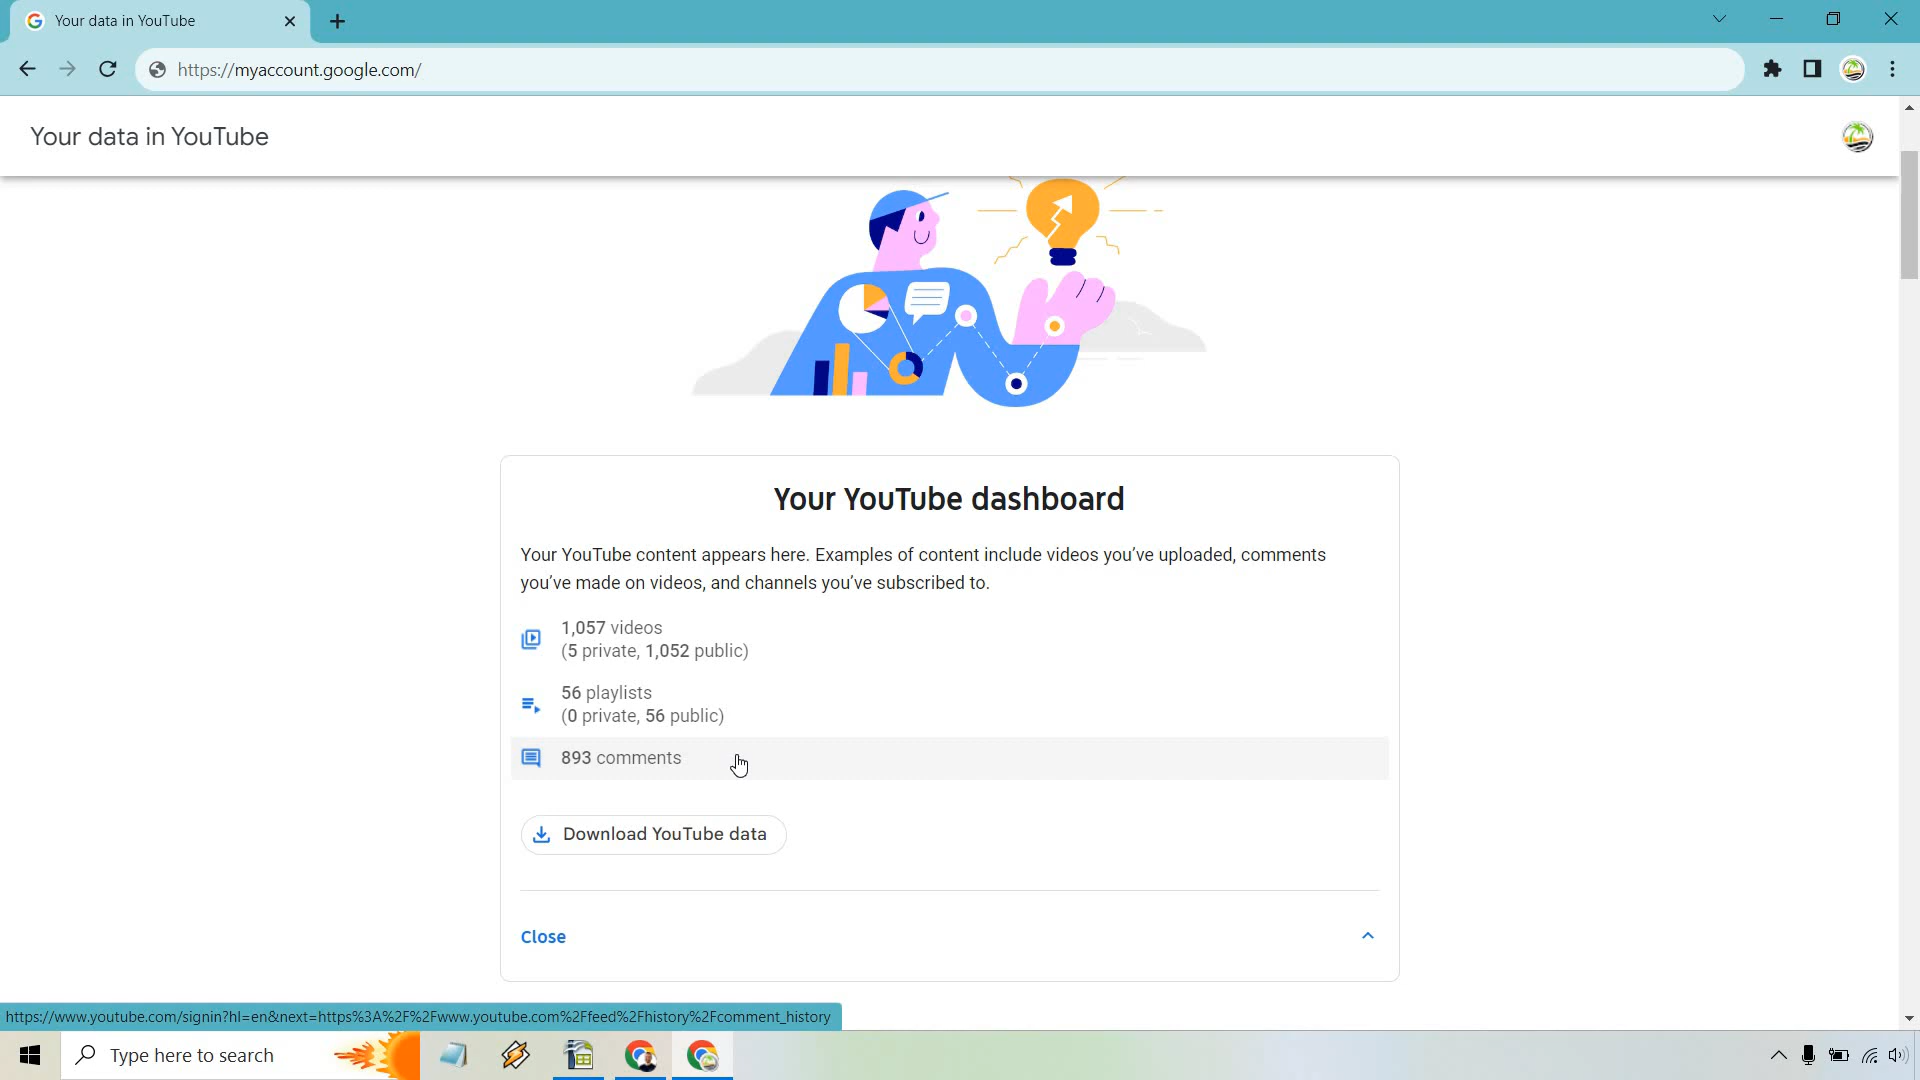 Your data in YouTube
https://myaccount.google.com/
Your data in YouTube
Your YouTube dashboard
Your YouTube content appears here. Examples of content include videos you've uploaded, comments
you've made on videos, and channels you've subscribed to.
1,057 videos
(5 private, 1,052 public)
56 playlists
(0 private, 56 public)
893 comments
Download YouTube data
Close
https://www.youtube.com/signin?hl=en&next=https%3A%2F%2Fwww.youtube.com%2Ffeed%2Fhistory%2Fcomment_history
Type here to search